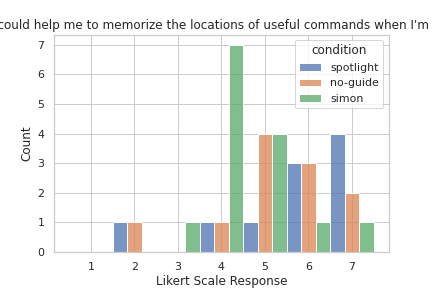 could help me to memorize the locations of useful commands when I'm
condition
spotlight
no-guide
simon
Count
7
6
5
4
3
2
1
0
1 2 3 4 5 6 7
Likert Scale Response